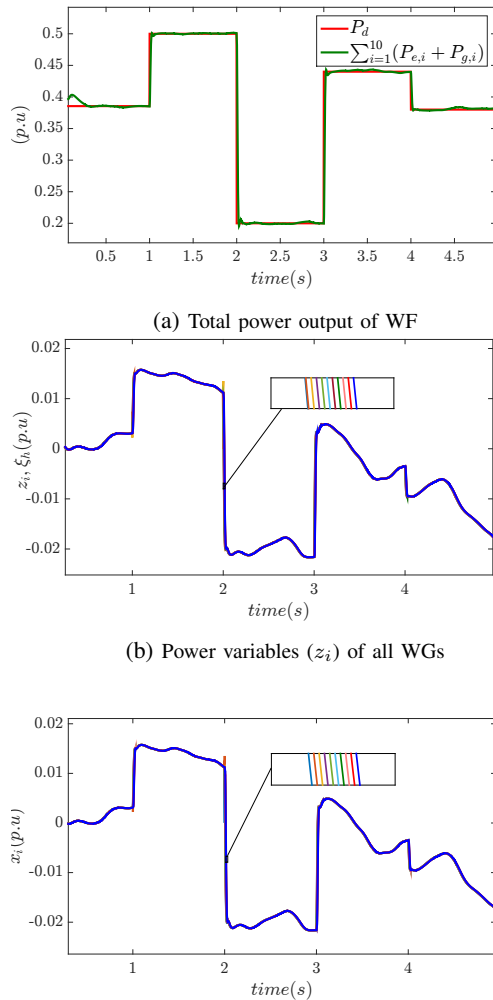 P_d
∑_{i=1}^{10}(P_{e,i} + P_{g,i})
(p.u)
0.5
0.45
0.4
0.35
0.3
0.25
0.2
0.5 1 1.5 2 2.5 3 3.5 4 4.5
time(s)
(a) Total power output of WF
z_i, ξ_h(p.u)
0.02
0.01
0
-0.01
-0.02
1 2 3 4
time(s)
(b) Power variables (z_i) of all WGs
x_i(p.u)
0.02
0.01
0
-0.01
-0.02
1 2 3 4
time(s)